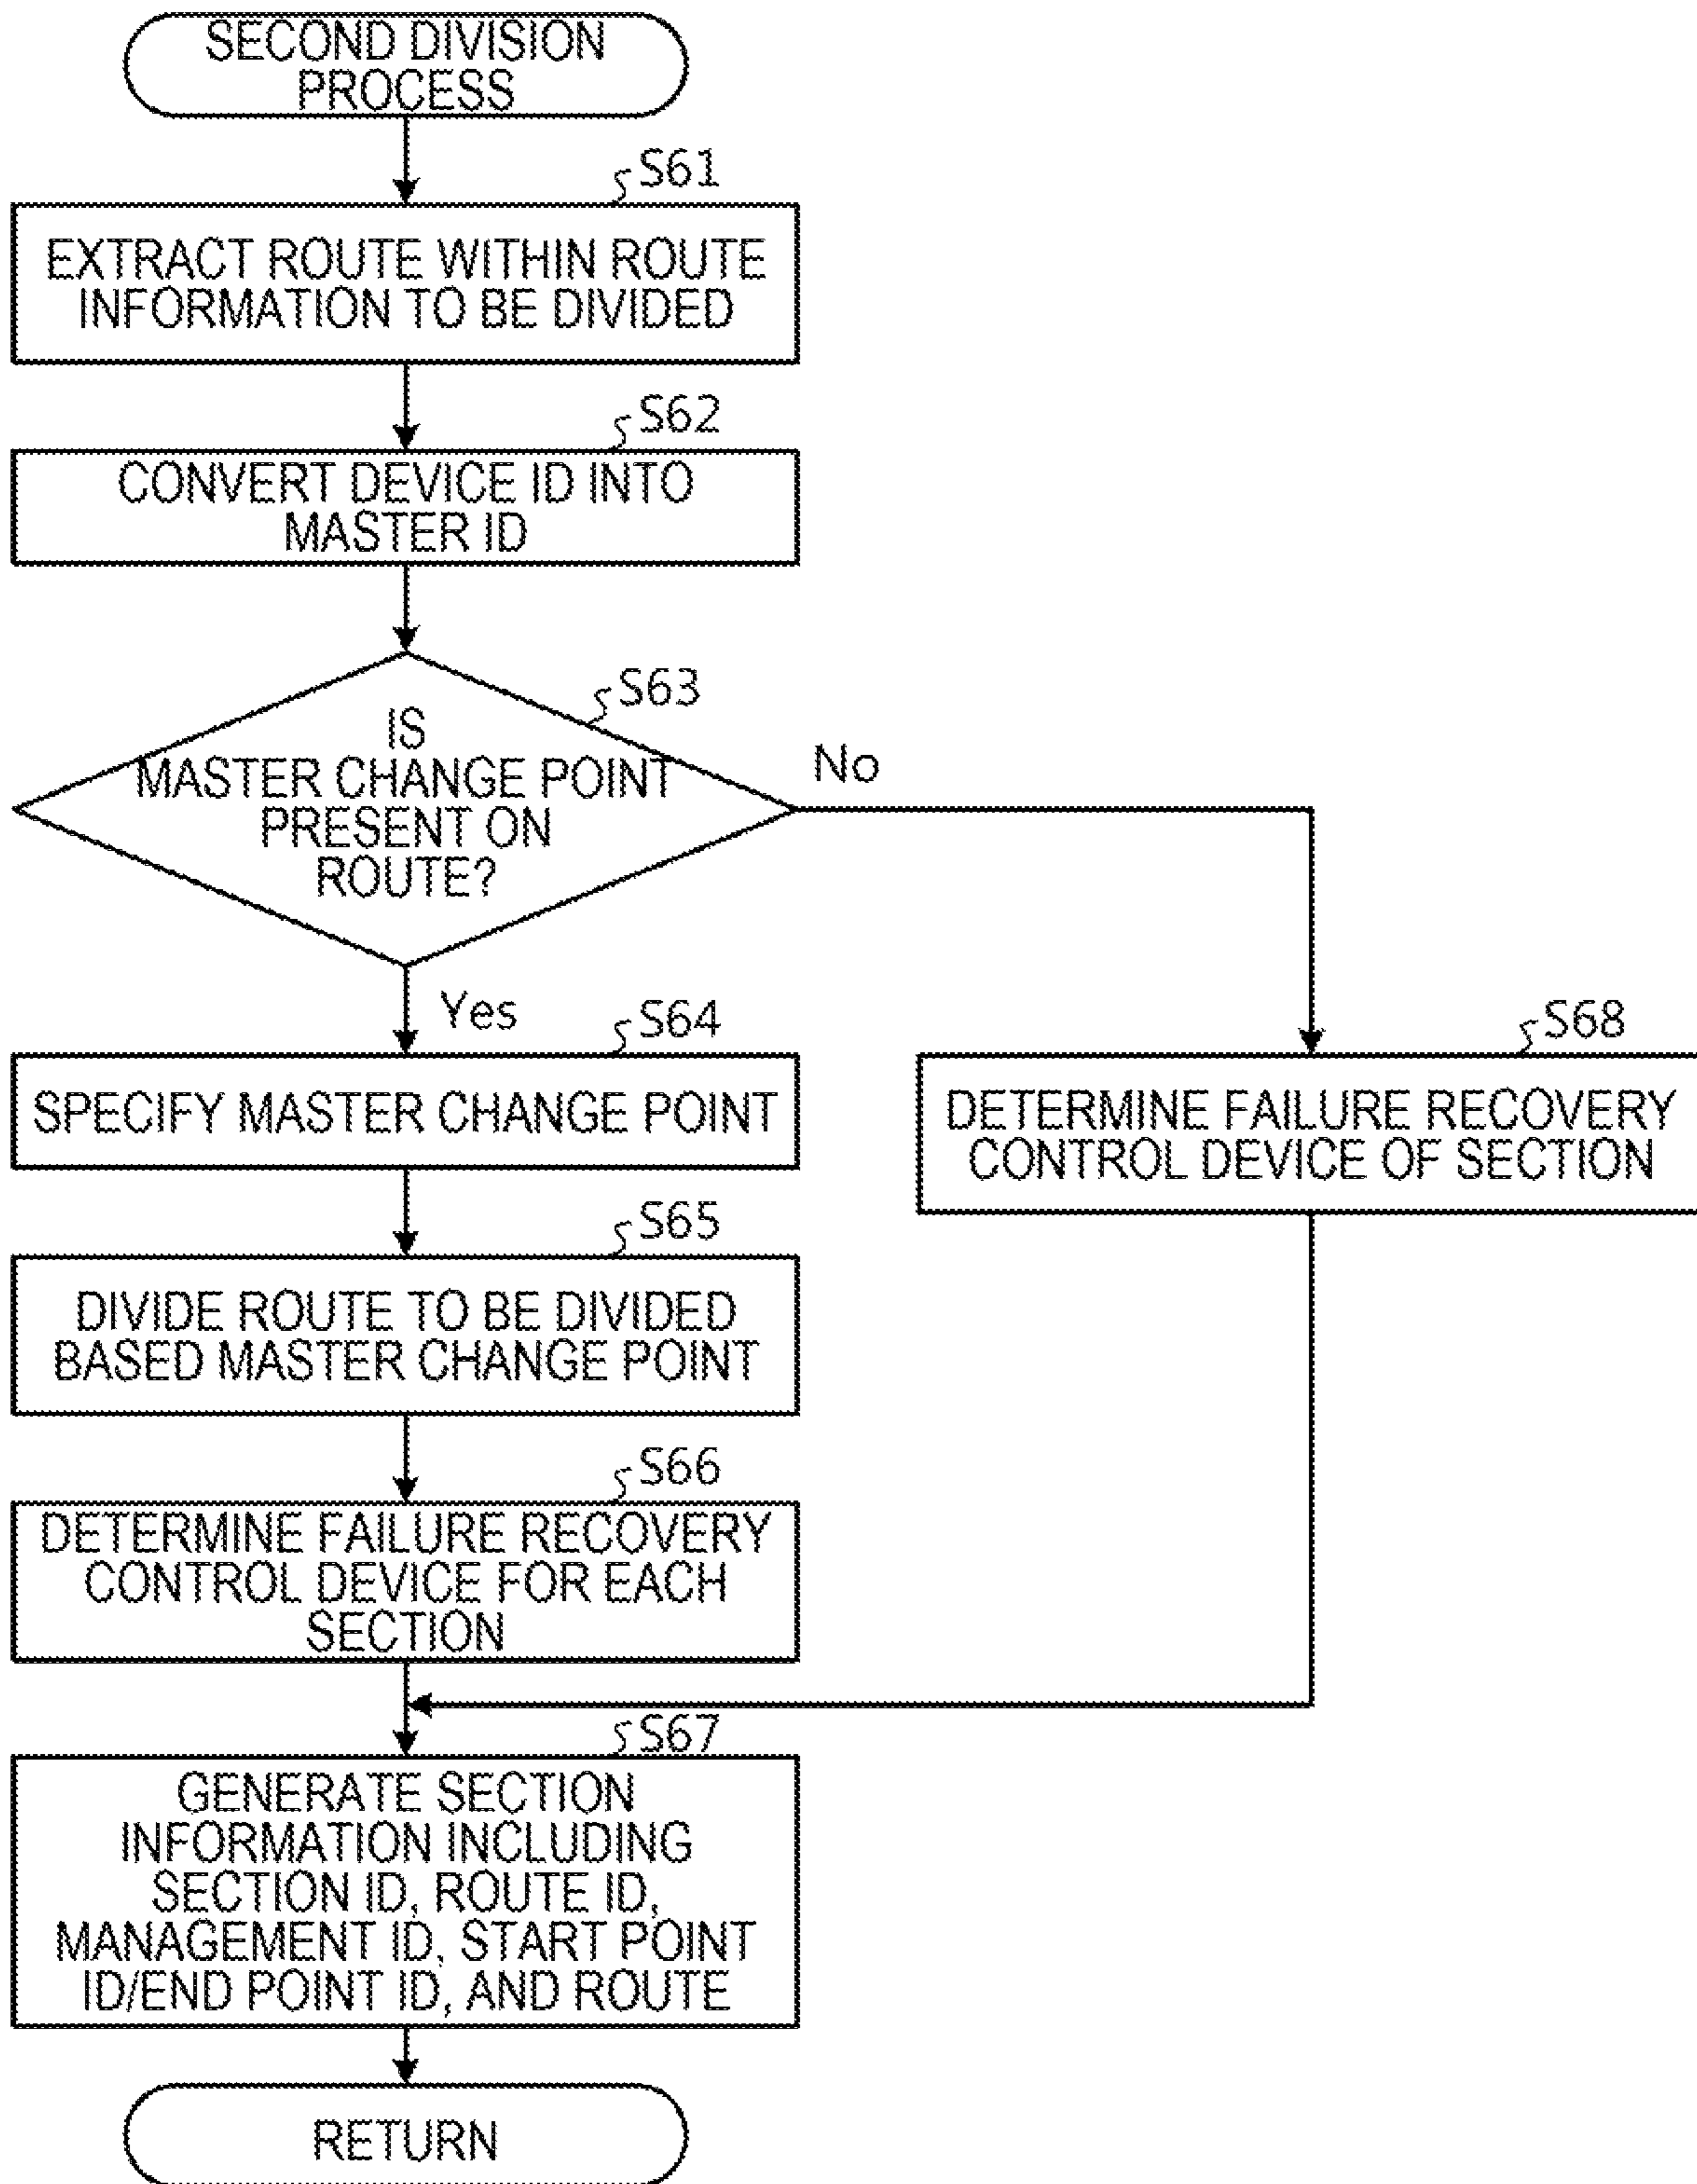 SECOND DIVISION
PROCESS
S61
EXTRACT ROUTE WITHIN ROUTE
INFORMATION TO BE DIVIDED
S62
CONVERT DEVICE ID INTO
MASTER ID
S63
IS
MASTER CHANGE POINT
PRESENT ON
ROUTE?
No
Yes
S64
SPECIFY MASTER CHANGE POINT
S68
DETERMINE FAILURE RECOVERY
CONTROL DEVICE OF SECTION
S65
DIVIDE ROUTE TO BE DIVIDED
BASED MASTER CHANGE POINT
S66
DETERMINE FAILURE RECOVERY
CONTROL DEVICE FOR EACH
SECTION
S67
GENERATE SECTION
INFORMATION INCLUDING
SECTION ID, ROUTE ID,
MANAGEMENT ID, START POINT
ID/END POINT ID, AND ROUTE
RETURN